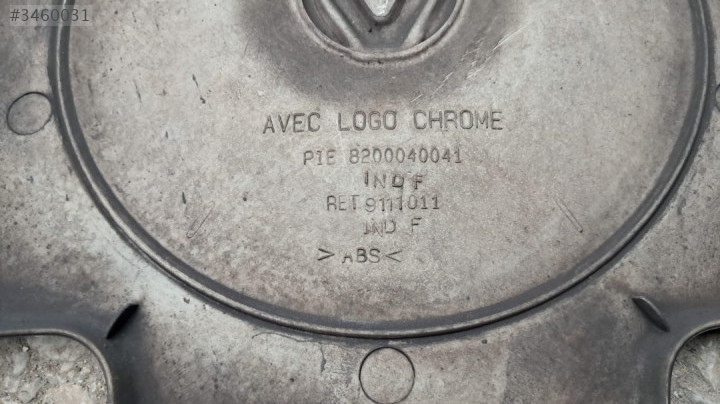 #3460031
AVEC LOGO CHROME
PIE 8200040041
IND F
RET 9111011
IND F
>ABS<